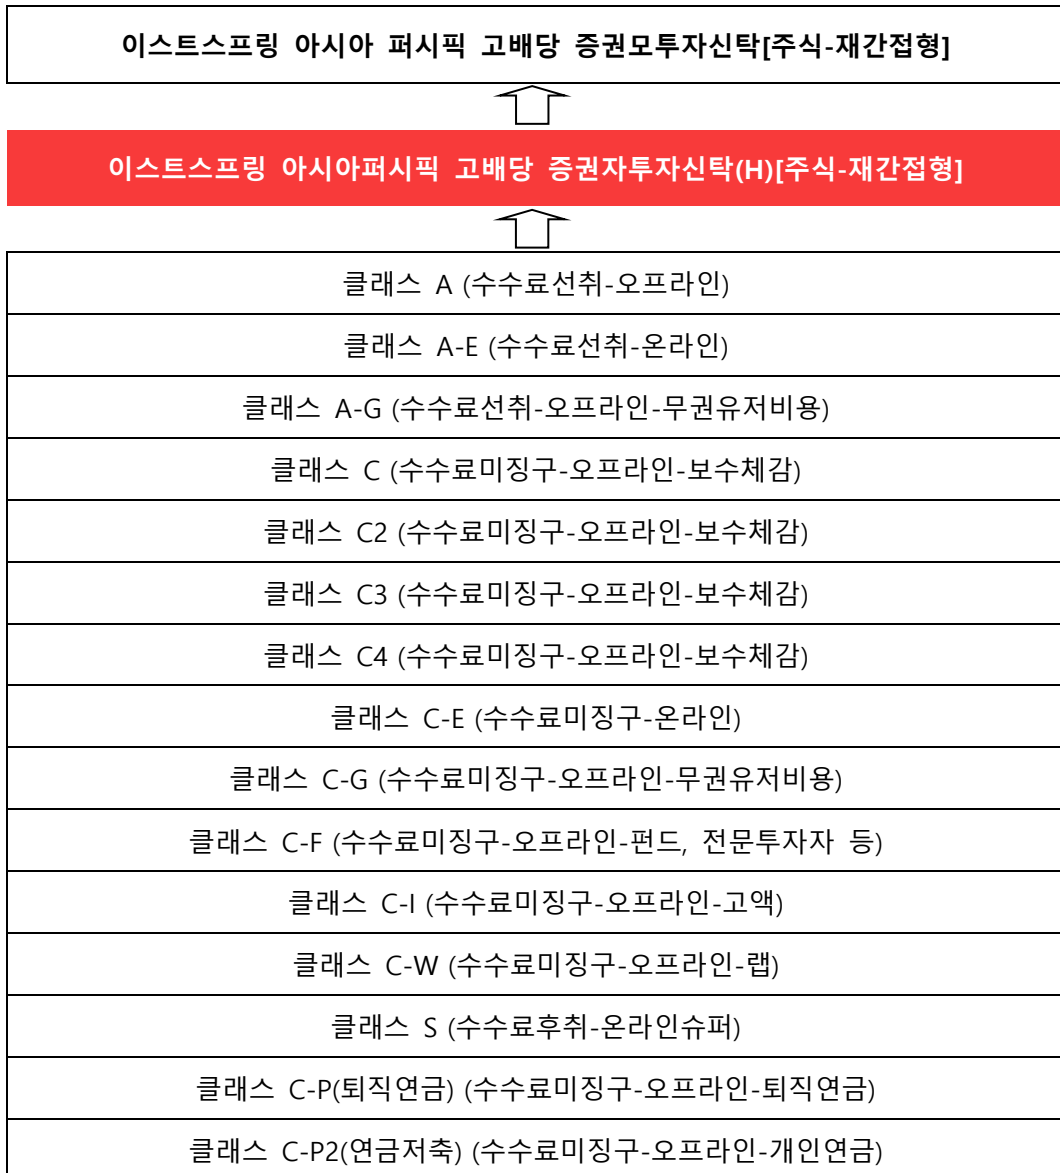 이스트스프링 아시아 퍼시픽 고배당 증권모투자신탁[주식-재간접형]
이스트스프링 아시아퍼시픽 고배당 증권자투자신탁(H)[주식-재간접형]
클래스 A (수수료선취-오프라인)
클래스 A-E (수수료선취-온라인)
클래스 A-G (수수료선취-오프라인-무권유저비용)
클래스 C (수수료미징구-오프라인-보수체감)
클래스 C2 (수수료미징구-오프라인-보수체감)
클래스 C3 (수수료미징구-오프라인-보수체감)
클래스 C4 (수수료미징구-오프라인-보수체감)
클래스 C-E (수수료미징구-온라인)
클래스 C-G (수수료미징구-오프라인-무권유저비용)
클래스 C-F (수수료미징구-오프라인-펀드, 전문투자자 등)
클래스 C-I (수수료미징구-오프라인-고액)
클래스 C-W (수수료미징구-오프라인-랩)
클래스 S (수수료후취-온라인슈퍼)
클래스 C-P(퇴직연금) (수수료미징구-오프라인-퇴직연금)
클래스 C-P2(연금저축) (수수료미징구-오프라인-개인연금)